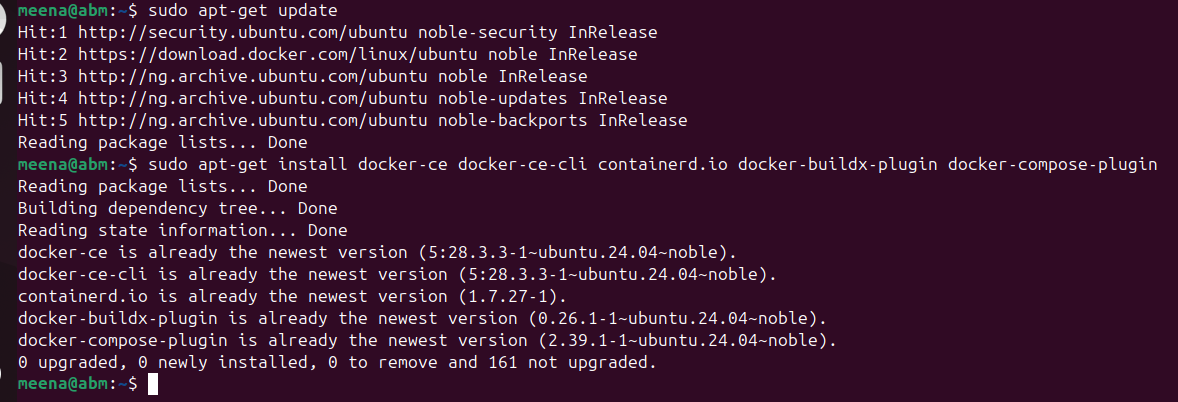 meena@abm:~$ sudo apt-get update
Hit:1 http://security.ubuntu.com/ubuntu noble-security InRelease
Hit:2 https://download.docker.com/linux/ubuntu noble InRelease
Hit:3 http://ng.archive.ubuntu.com/ubuntu noble InRelease
Hit:4 http://ng.archive.ubuntu.com/ubuntu noble-updates InRelease
Hit:5 http://ng.archive.ubuntu.com/ubuntu noble-backports InRelease
Reading package lists... Done
meena@abm:~$ sudo apt-get install docker-ce docker-ce-cli containerd.io docker-buildx-plugin docker-compose-plugin
Reading package lists... Done
Building dependency tree... Done
Reading state information... Done
docker-ce is already the newest version (5:28.3.3-1~ubuntu.24.04~noble).
docker-ce-cli is already the newest version (5:28.3.3-1~ubuntu.24.04~noble).
containerd.io is already the newest version (1.7.27-1).
docker-buildx-plugin is already the newest version (0.26.1-1~ubuntu.24.04~noble).
docker-compose-plugin is already the newest version (2.39.1-1~ubuntu.24.04~noble).
0 upgraded, 0 newly installed, 0 to remove and 161 not upgraded.
meena@abm:~$